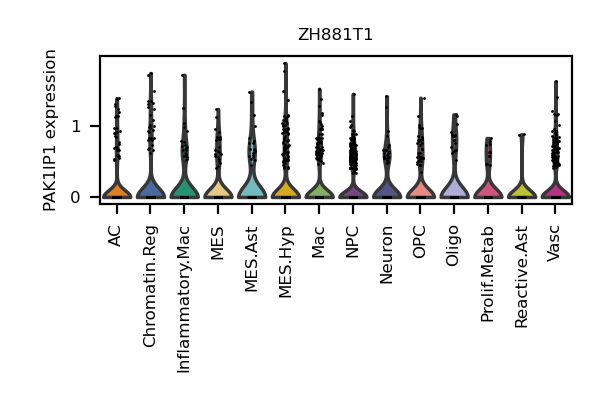 ZH881T1
PAK1IP1 expression
1
0
AC
Chromatin.Reg
Inflammatory.Mac
MES
MES.Ast
MES.Hyp
Mac
NPC
Neuron
OPC
Oligo
Prolif.Metab
Reactive.Ast
Vasc